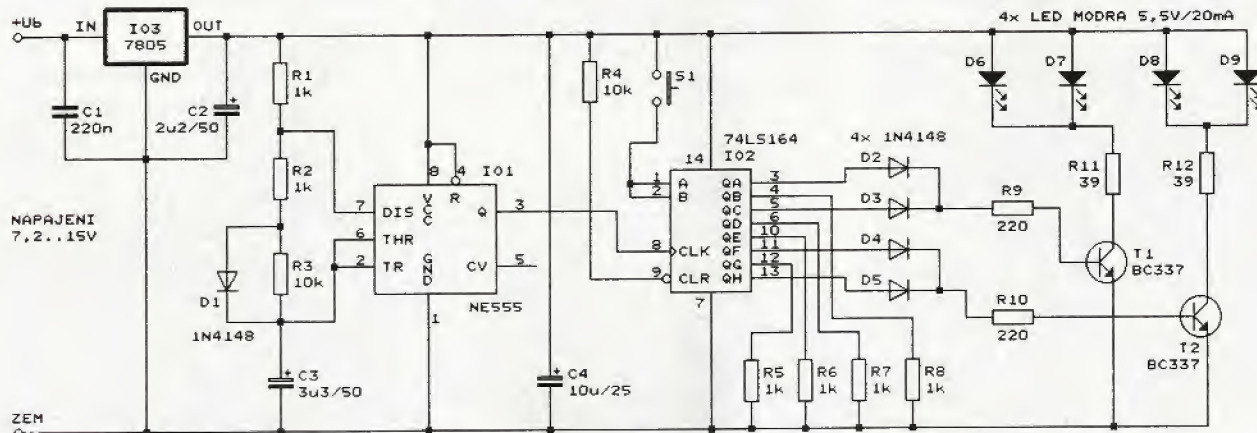 +Ub
IN
IO3
7805
OUT
GND
C1
220n
C2
2u2/50
+
R1
1k
R2
1k
R3
10k
D1
1N4148
C3
3u3/50
+
NAPAJENI
7,2..15V
ZEM
IO1
NE555
8
4
VCC
R
7
DIS
6
THR
2
TR
GND
1
Q
3
CV
5
C4
10u/25
+
R4
10k
S1
74LS164
IO2
14
1
A
2
B
8
CLK
9
CLR
7
QA
3
QB
4
QC
5
QD
6
QE
10
QF
11
QG
12
QH
13
4x 1N4148
D2
D3
D4
D5
R5
1k
R6
1k
R7
1k
R8
1k
R9
220
R10
220
4x LED MODRA 5,5V/20mA
D6
D7
D8
D9
R11
39
R12
39
T1
BC337
T2
BC337